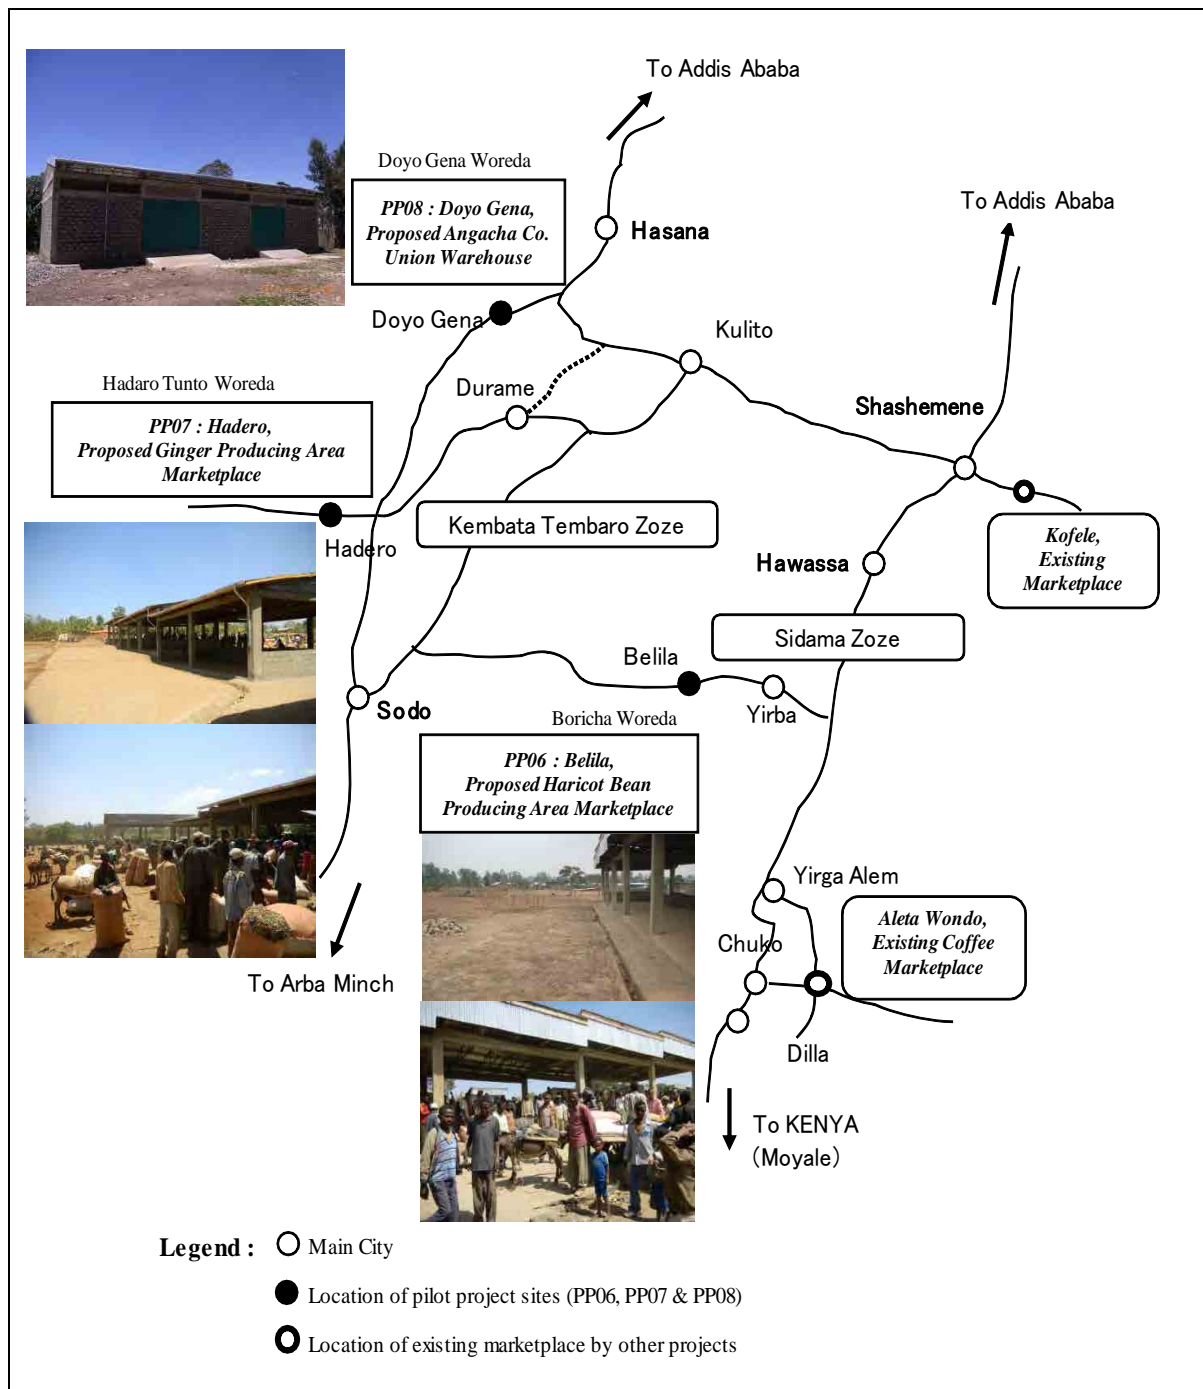 To Addis Ababa
Doyo Gena Woreda
PP08 : Doyo Gena,
Proposed Angacha Co.
Union Warehouse
To Addis Ababa
Hasana
Doyo Gena
Kulito
Hadaro Tunto Woreda
Durame
Shashemene
PP07 : Hadero,
Proposed Ginger Producing Area
Marketplace
Kembata Tembaro Zoze
Hadero
Kofele,
Existing
Marketplace
Hawassa
Sidama Zoze
Belila
Sodo
Yirba
Boricha Woreda
PP06 : Belila,
Proposed Haricot Bean
Producing Area Marketplace
Yirga Alem
Aleta Wondo,
Existing Coffee
Marketplace
Chuko
To Arba Minch
Dilla
To KENYA
(Moyale)
Legend :
Main City
Location of pilot project sites (PP06, PP07 & PP08)
Location of existing marketplace by other projects